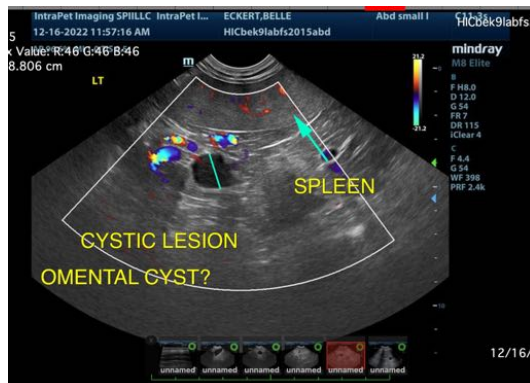 IntraPet Imaging SPIILLC IntraPet I... ECKERT,BELLE Abd small I C11-3s
12-16-2022 11:57:16 AM HICbek9labfs2015abd HICbek9labfs
x Value: R:46 G:46 B:46
8.806 cm
LT
m
21.2
-21.2
mindray
M8 Elite
B
F H8.0
D 12.0
G 54
FR 7
DR 115
iClear 4
C
F 4.4
G 54
WF 398
PRF 2.4k
SPLEEN
CYSTIC LESION
OMENTAL CYST?
unnamed unnamed unnamed unnamed unnamed unnamed
12/16/